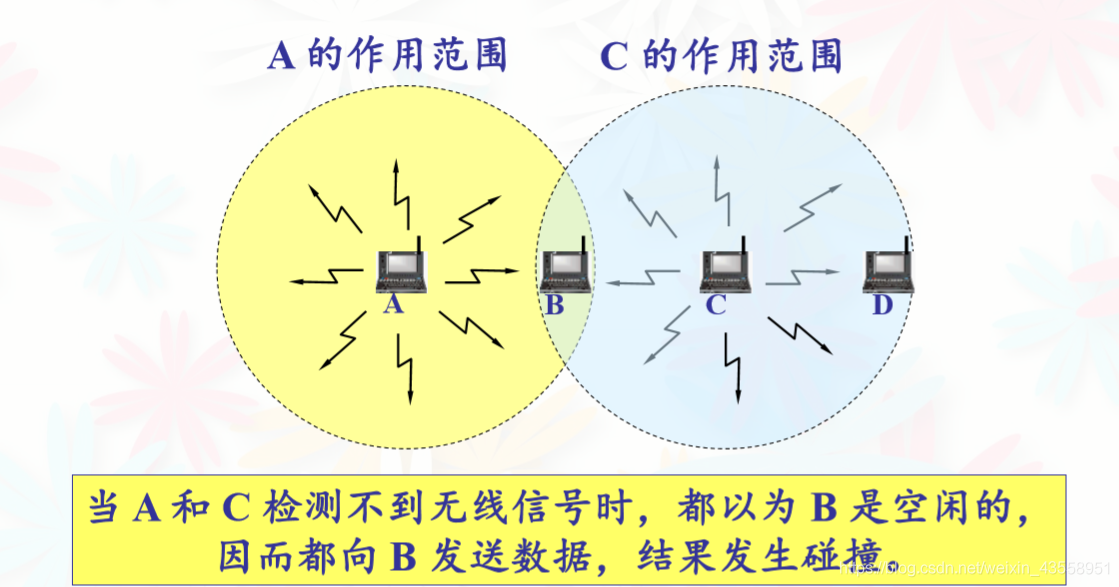 A 的作用范围
C 的作用范围
A
B
C
D
当 A 和 C 检测不到无线信号时，都以为 B 是空闲的，
因而都向 B 发送数据，结果发生碰撞。
https://blog.csdn.net/weixin_43558951